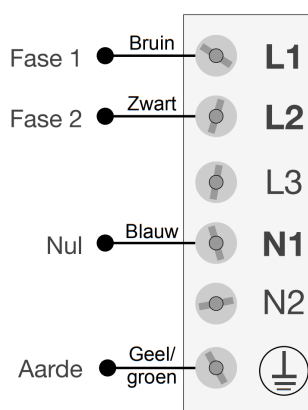 Fase 1 Bruin L1
Fase 2 Zwart L2
L3
Nul Blauw N1
N2
Aarde Geel/
groen